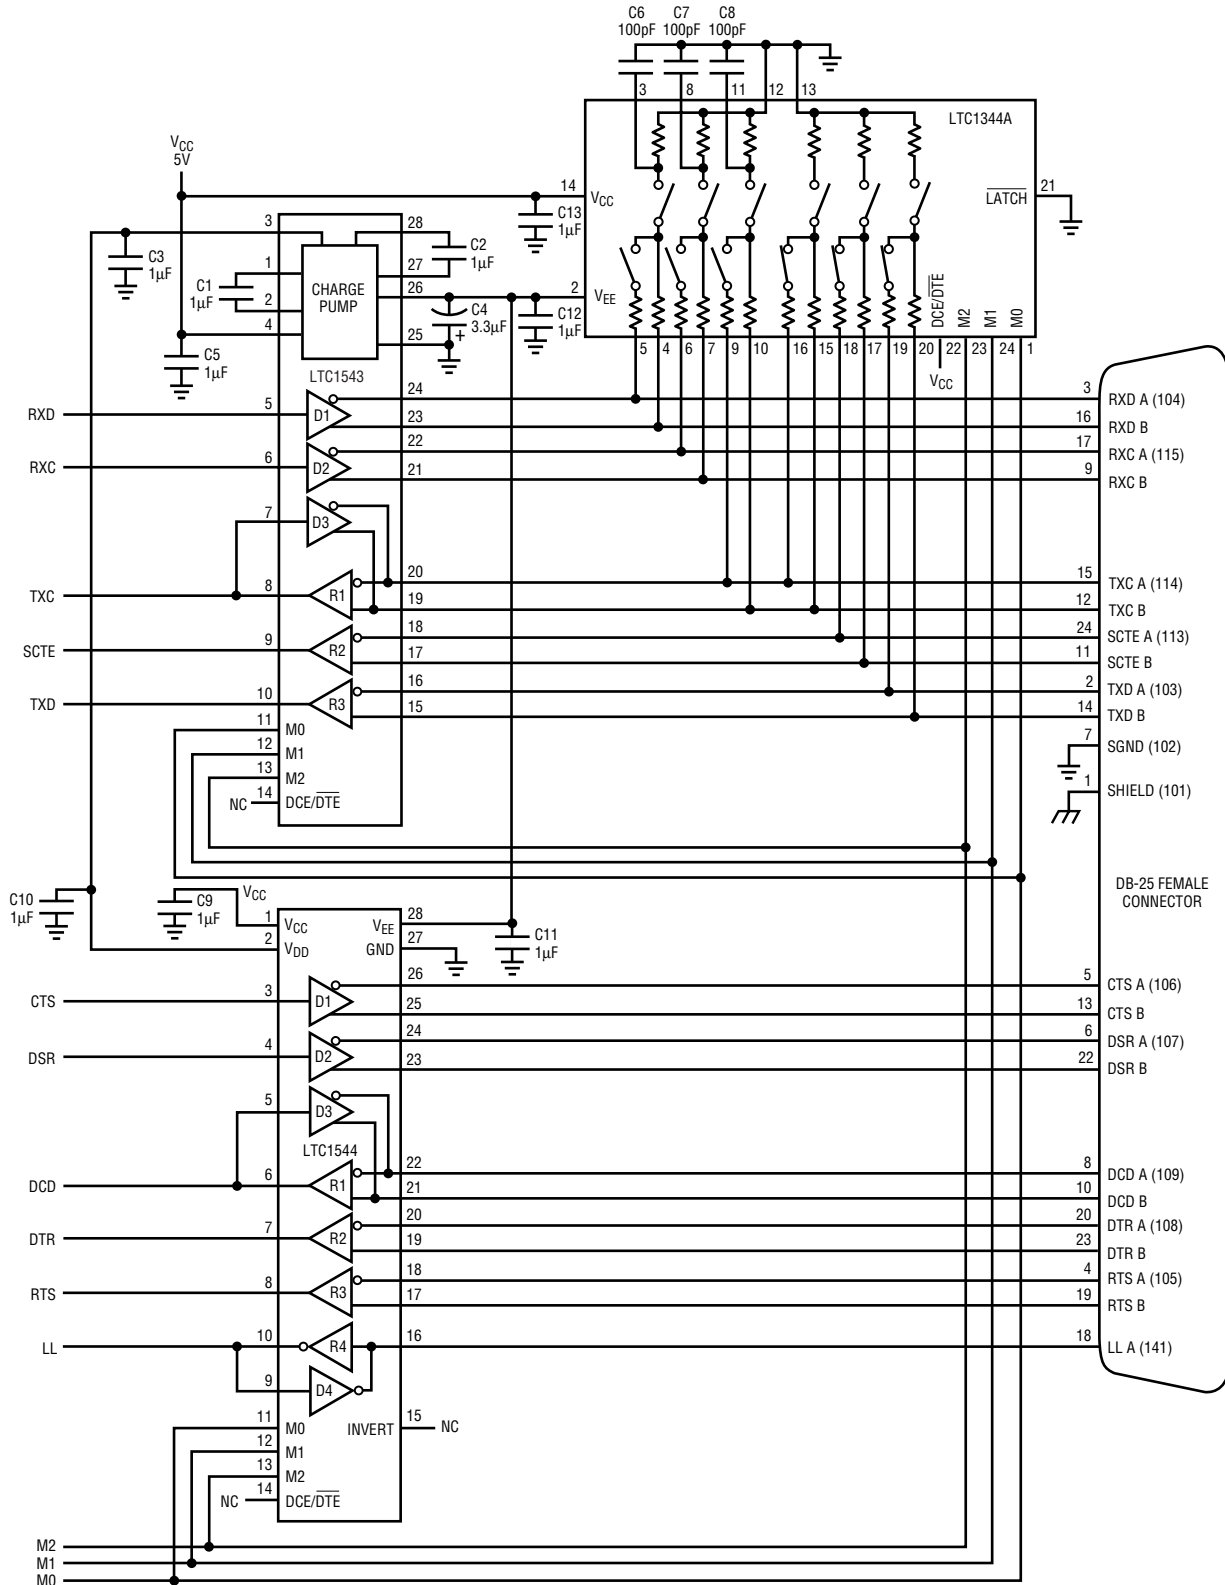 C6 C7 C8
100pF 100pF 100pF
3 8 11 12 13
LTC1344A
VCC
5V
14 VCC
LATCH 21
C13
1µF
3 28
C3
1µF
C2
1µF
1 27
C1
1µF
CHARGE
PUMP
2 26
2 VEE
C4
3.3µF
+
C12
1µF
4 25
C5
1µF
DCE/DTE M2 M1 M0
5 4 6 7 9 10 16 15 18 17 19 20 22 23 24 1
VCC
LTC1543
RXD 5 D1 24 3 RXD A (104)
23 16 RXD B
RXC 6 D2 22 17 RXC A (115)
21 9 RXC B
7 D3
TXC 8 R1 20 15 TXC A (114)
19 12 TXC B
SCTE 9 R2 18 24 SCTE A (113)
17 11 SCTE B
TXD 10 R3 16 2 TXD A (103)
15 14 TXD B
11 M0
7 SGND (102)
12 M1
13 M2
1 SHIELD (101)
NC 14 DCE/DTE
DB-25 FEMALE
CONNECTOR
C10
1µF
C9
1µF
VCC
1 VCC VEE 28
2 VDD GND 27
C11
1µF
CTS 3 D1 26 5 CTS A (106)
25 13 CTS B
DSR 4 D2 24 6 DSR A (107)
23 22 DSR B
5 D3
LTC1544
DCD 6 R1 22 8 DCD A (109)
21 10 DCD B
DTR 7 R2 20 20 DTR A (108)
19 23 DTR B
RTS 8 R3 18 4 RTS A (105)
17 19 RTS B
LL 10 R4 16 18 LL A (141)
9 D4
11 M0 INVERT 15 NC
12 M1
13 M2
NC 14 DCE/DTE
M2
M1
M0